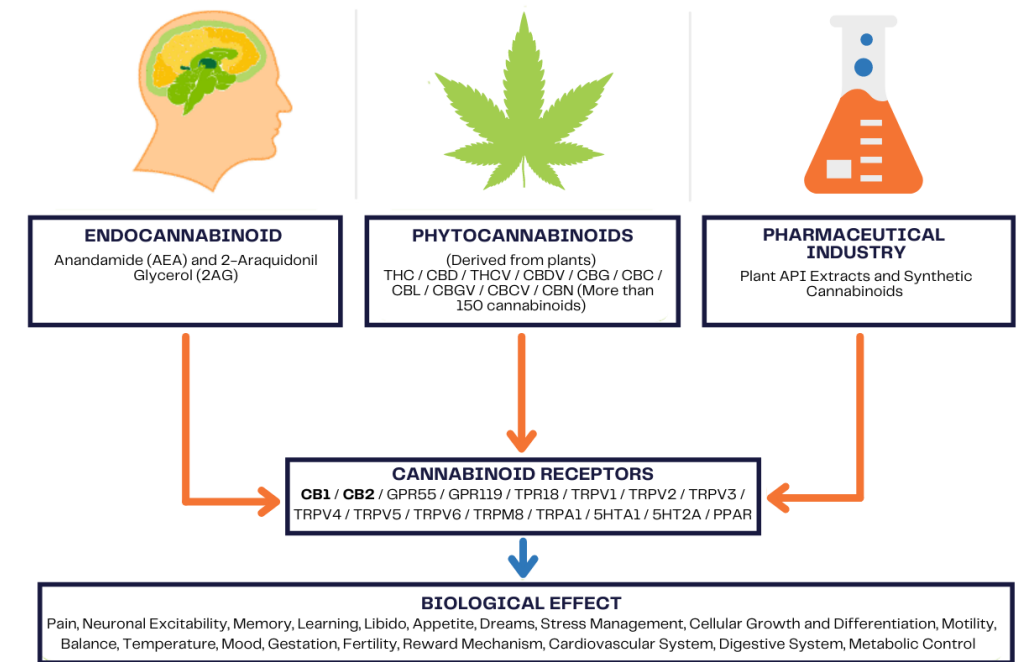 ENDOCANNABINOID
Anandamide (AEA) and 2-Araquidonil
Glycerol (2AG)
PHYTOCANNABINOIDS
(Derived from plants)
THC / CBD / THCV / CBDV / CBG / CBC /
CBL / CBGV / CBCV / CBN (More than
150 cannabinoids)
PHARMACEUTICAL
INDUSTRY
Plant API Extracts and Synthetic
Cannabinoids
CANNABINOID RECEPTORS
CB1 / CB2 / GPR55 / GPR119 / TPR18 / TRPV1 / TRPV2 / TRPV3 /
TRPV4 / TRPV5 / TRPV6 / TRPM8 / TRPA1 / 5HTA1 / 5HT2A / PPAR
BIOLOGICAL EFFECT
Pain, Neuronal Excitability, Memory, Learning, Libido, Appetite, Dreams, Stress Management, Cellular Growth and Differentiation, Motility,
Balance, Temperature, Mood, Gestation, Fertility, Reward Mechanism, Cardiovascular System, Digestive System, Metabolic Control